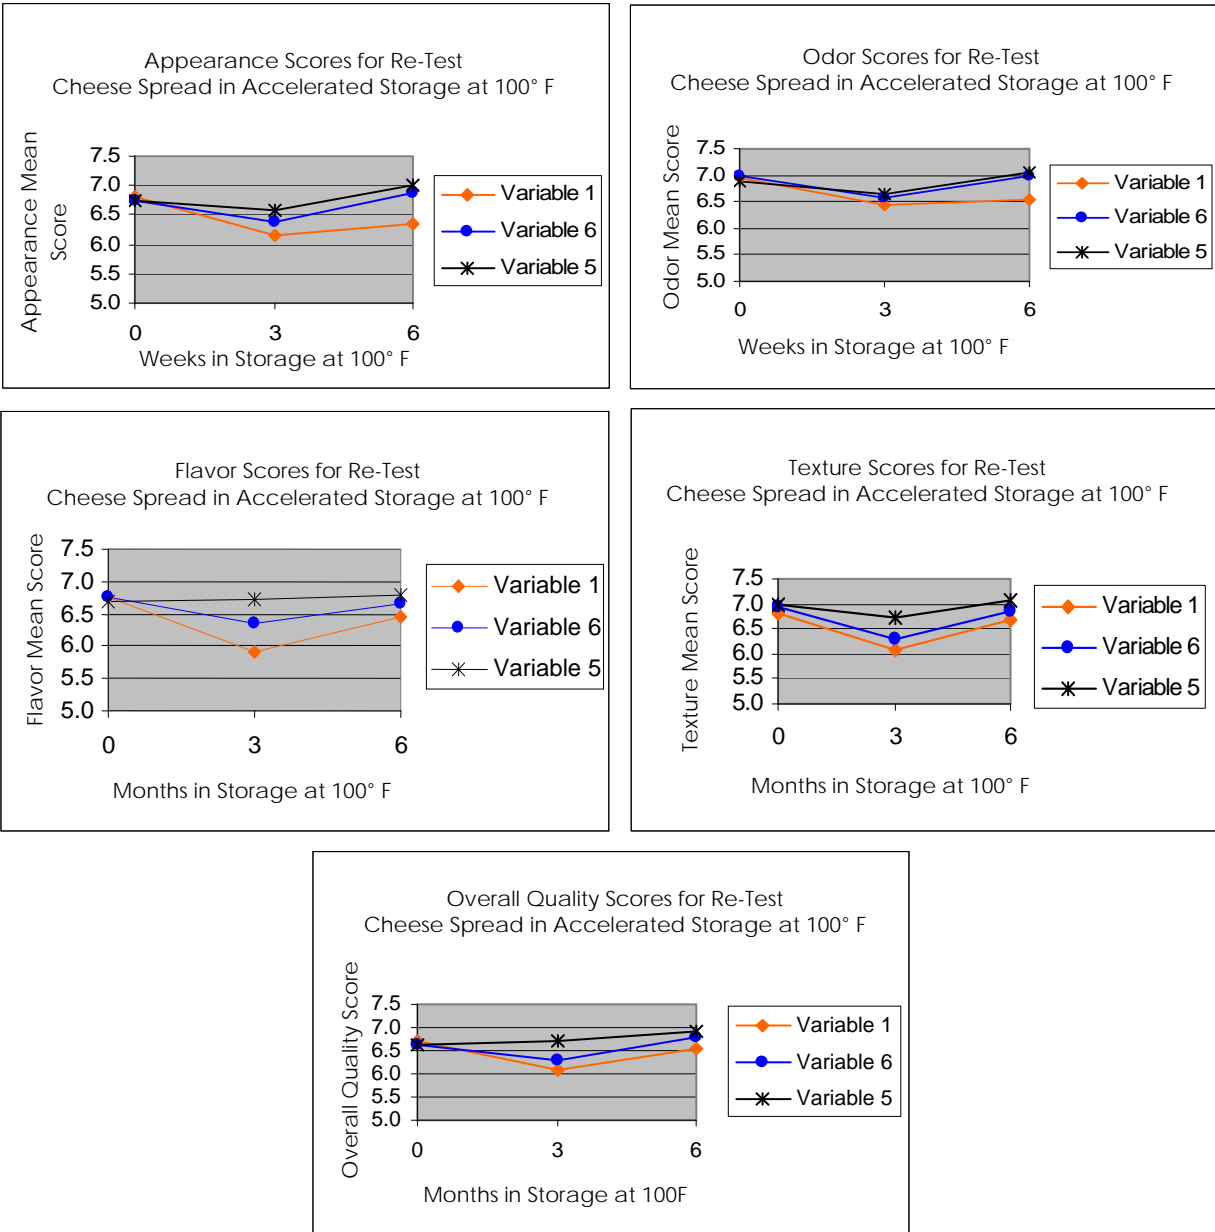 Appearance Scores for Re-Test
Cheese Spread in Accelerated Storage at 100° F
Appearance Mean
Score
7.5
7.0
6.5
6.0
5.5
5.0
0 3 6
Weeks in Storage at 100° F
Variable 1
Variable 6
Variable 5
Odor Scores for Re-Test
Cheese Spread in Accelerated Storage at 100° F
Odor Mean Score
7.5
7.0
6.5
6.0
5.5
5.0
0 3 6
Weeks in Storage at 100° F
Variable 1
Variable 6
Variable 5
Flavor Scores for Re-Test
Cheese Spread in Accelerated Storage at 100° F
Flavor Mean Score
7.5
7.0
6.5
6.0
5.5
5.0
0 3 6
Months in Storage at 100° F
Variable 1
Variable 6
Variable 5
Texture Scores for Re-Test
Cheese Spread in Accelerated Storage at 100° F
Texture Mean Score
7.5
7.0
6.5
6.0
5.5
5.0
0 3 6
Months in Storage at 100° F
Variable 1
Variable 6
Variable 5
Overall Quality Scores for Re-Test
Cheese Spread in Accelerated Storage at 100° F
Overall Quality Score
7.5
7.0
6.5
6.0
5.5
5.0
0 3 6
Months in Storage at 100F
Variable 1
Variable 6
Variable 5